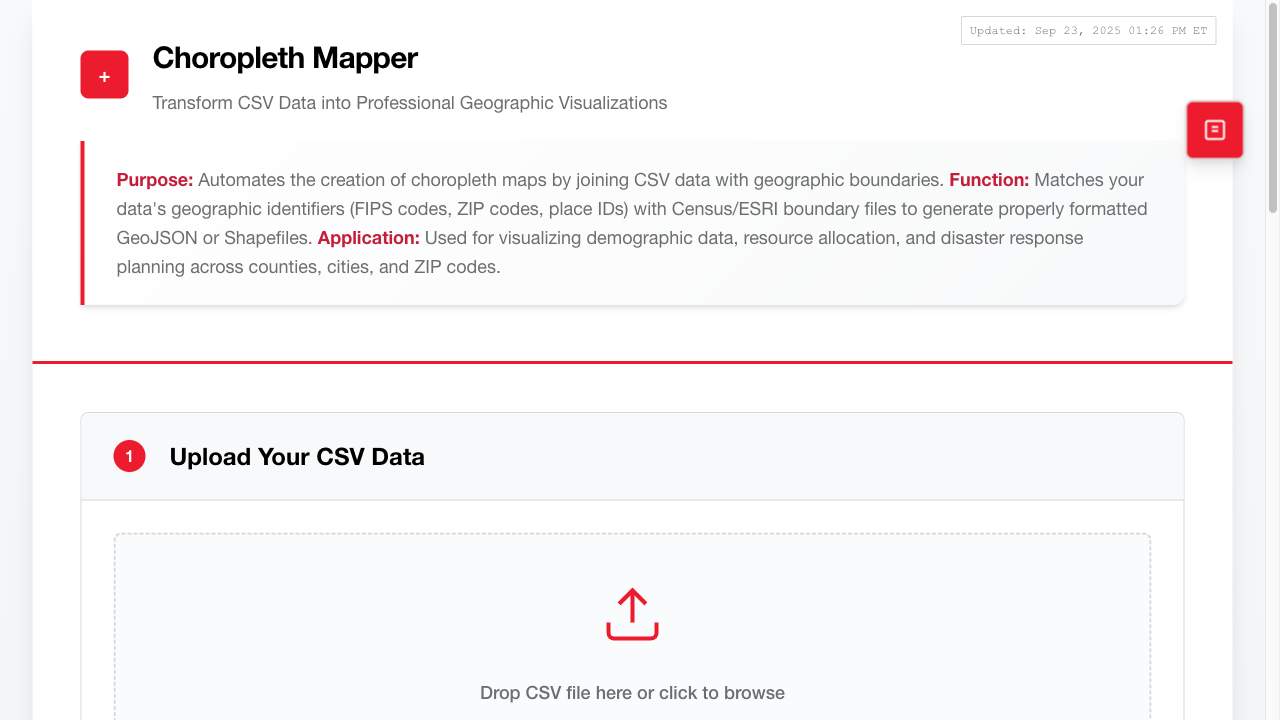 Updated: Sep 23, 2025 01:26 PM ET
+
Choropleth Mapper
Transform CSV Data into Professional Geographic Visualizations
Purpose: Automates the creation of choropleth maps by joining CSV data with geographic boundaries. Function: Matches your
data's geographic identifiers (FIPS codes, ZIP codes, place IDs) with Census/ESRI boundary files to generate properly formatted
GeoJSON or Shapefiles. Application: Used for visualizing demographic data, resource allocation, and disaster response
planning across counties, cities, and ZIP codes.
1
Upload Your CSV Data
Drop CSV file here or click to browse